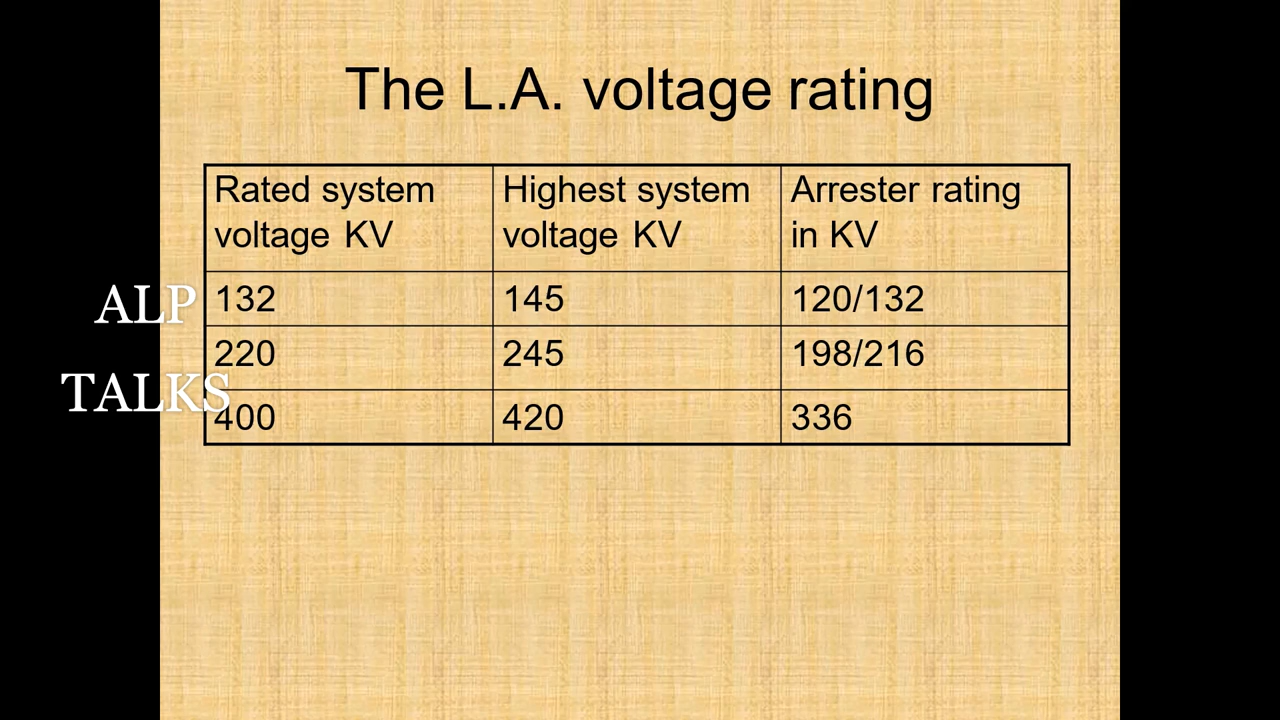 The L.A. voltage rating
Rated system voltage KV
Highest system voltage KV
Arrester rating in KV
132
145
120/132
220
245
198/216
400
420
336
ALP
TALKS